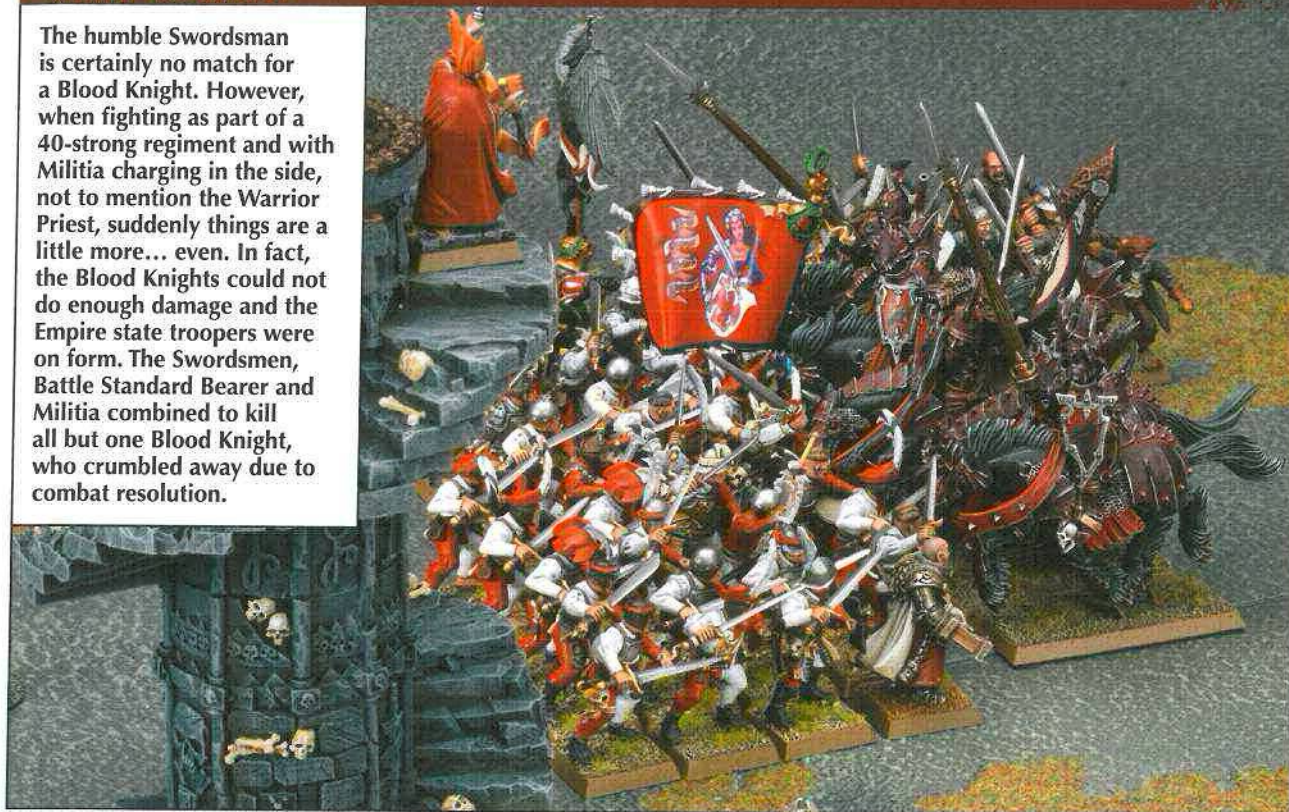 The humble Swordsman
is certainly no match for
a Blood Knight. However,
when fighting as part of a
40-strong regiment and with
Militia charging in the side,
not to mention the Warrior
Priest, suddenly things are a
little more… even. In fact,
the Blood Knights could not
do enough damage and the
Empire state troopers were
on form. The Swordsmen,
Battle Standard Bearer and
Militia combined to kill
all but one Blood Knight,
who crumbled away due to
combat resolution.